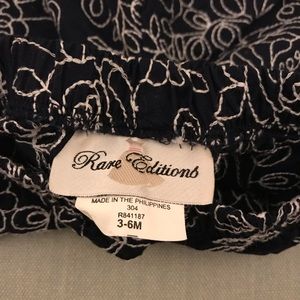 Rare Editions
MADE IN THE PHILIPPINES
304
R841187
3-6M